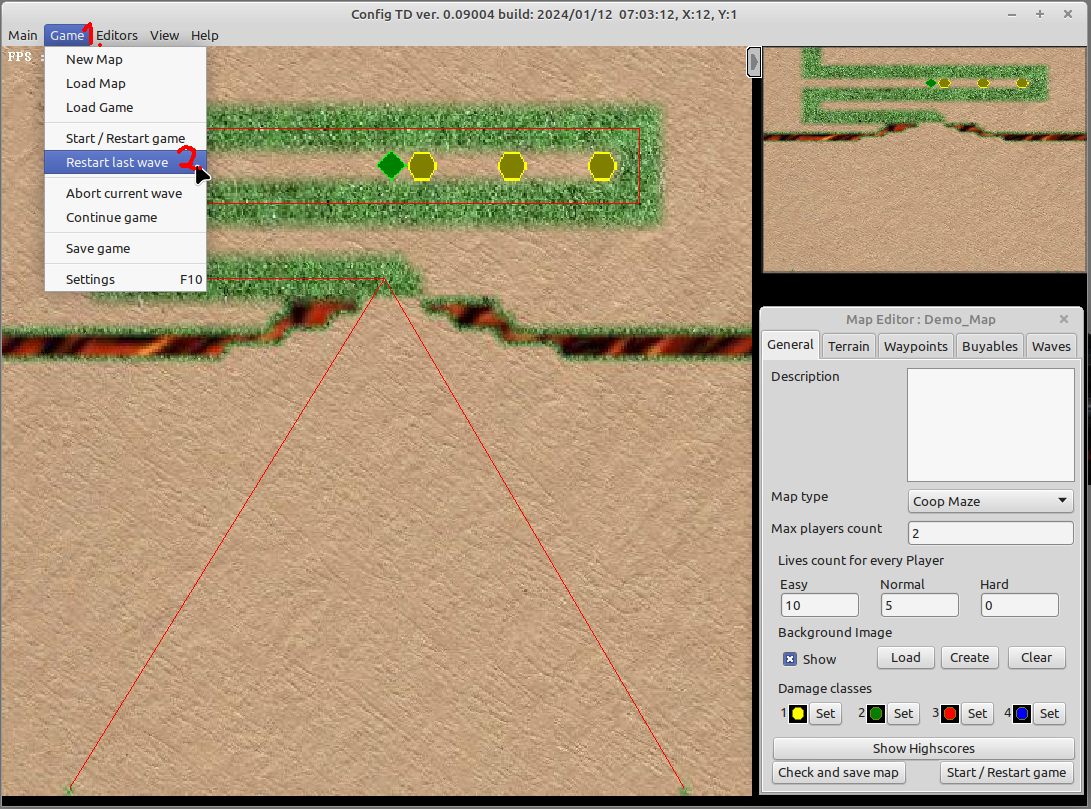 Config TD ver. 0.09004 build: 2024/01/12 07:03:12, X:12, Y:1
Main Game 1. Editors View Help
FPS :
New Map
Load Map
Load Game
Start / Restart game
Restart last wave 2
Abort current wave
Continue game
Save game
Settings F10
Map Editor : Demo_Map
General Terrain Waypoints Buyables Waves
Description
Map type Coop Maze
Max players count 2
Lives count for every Player
Easy Normal Hard
10 5 0
Background Image
Show Load Create Clear
Damage classes
1 Set 2 Set 3 Set 4 Set
Show Highscores
Check and save map Start / Restart game